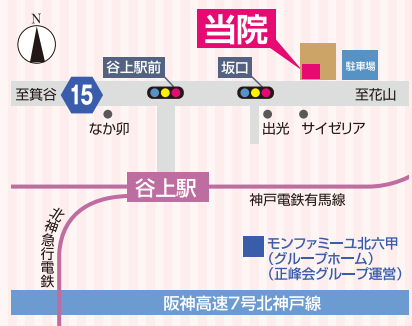 N
当院
谷上駅前
坂口
駐車場
至箕谷
15
至花山
なか卯
出光
サイゼリア
谷上駅
神戸電鉄有馬線
北神急行電鉄
モンファミーユ北六甲
（グループホーム）
（正峰会グループ運営）
阪神高速7号北神戸線